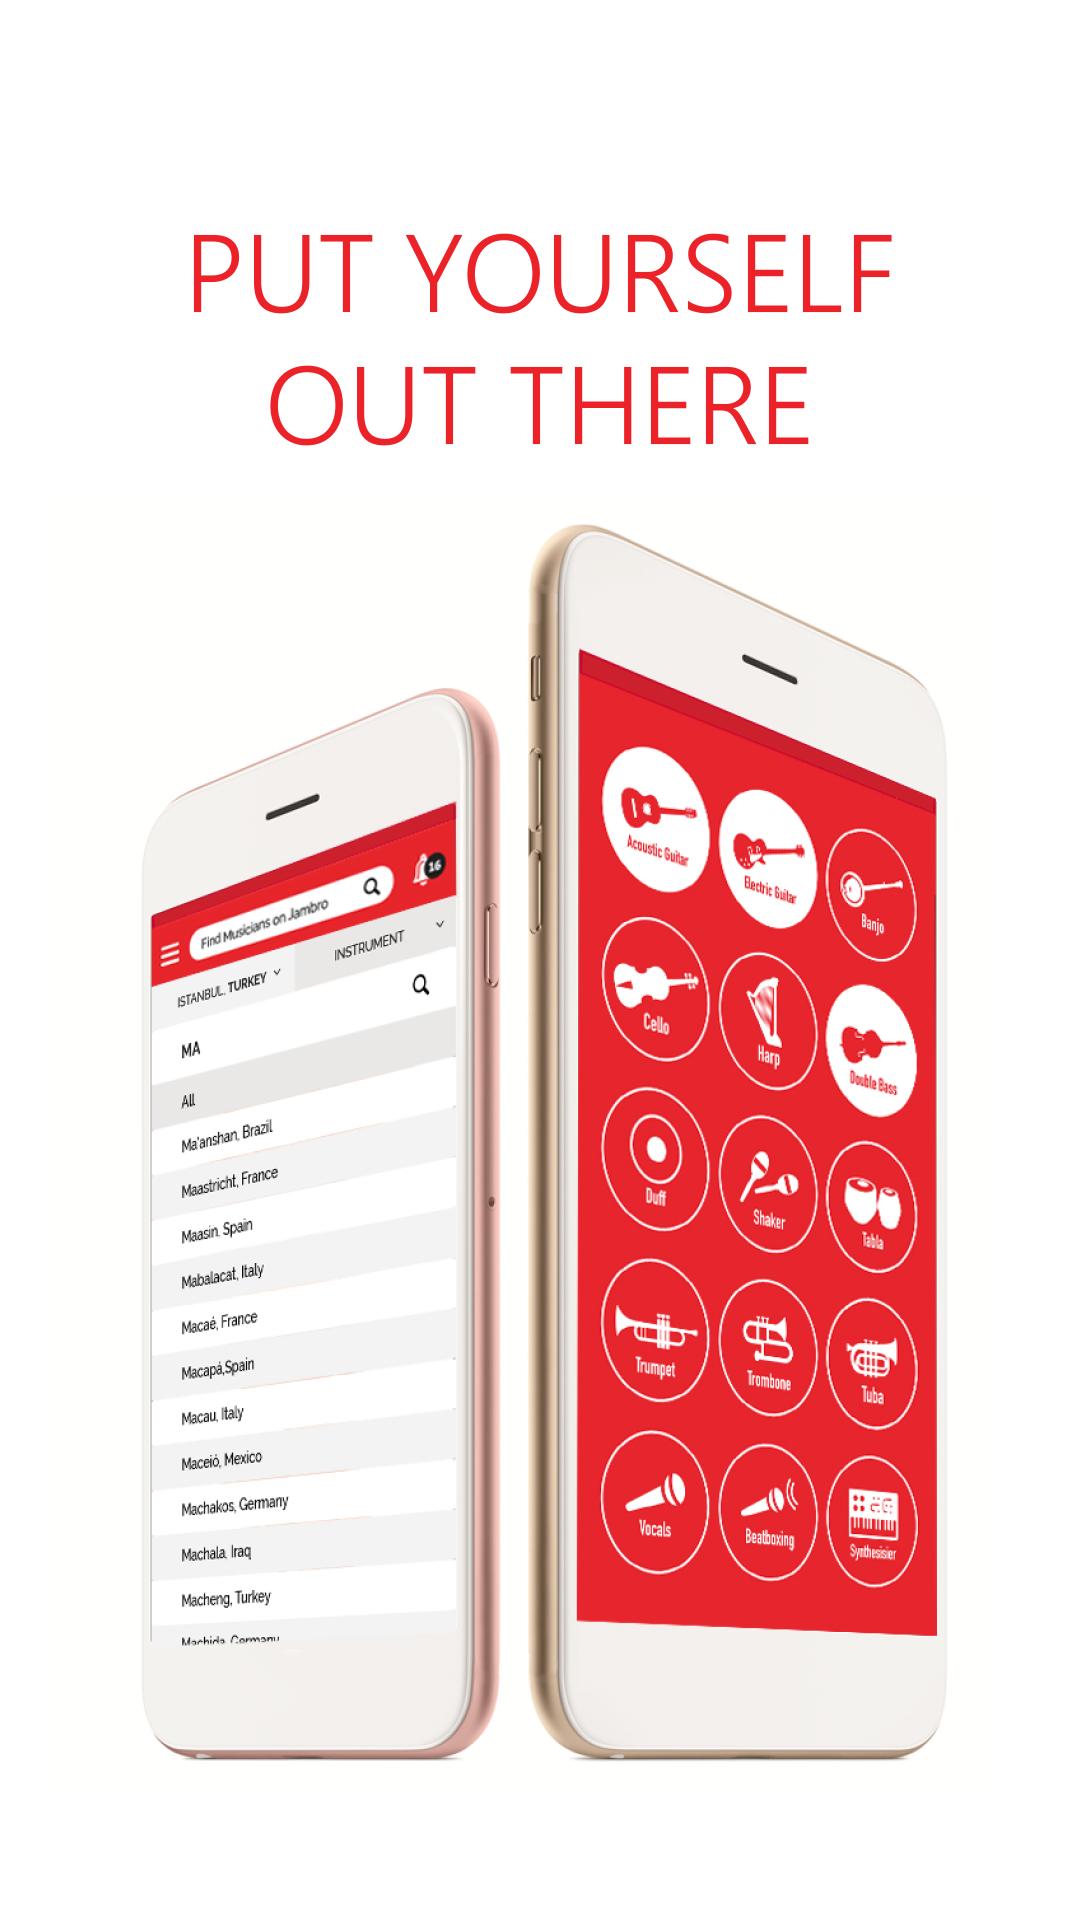 PUT YOURSELF
OUT THERE
Find Musicians on Jambro
16
ISTANBUL, TURKEY
INSTRUMENT
MA
All
Ma'anshan, Brazil
Maastricht, France
Maasin, Spain
Mabalacat, Italy
Macaé, France
Macapá,Spain
Macau, Italy
Maceió, Mexico
Machakos, Germany
Machala, Iraq
Macheng, Turkey
Machida, Germany
Acoustic Guitar
Electric Guitar
Banjo
Cello
Harp
Double Bass
Duff
Shaker
Tabla
Trumpet
Trombone
Tuba
Vocals
Beatboxing
Synthesisier